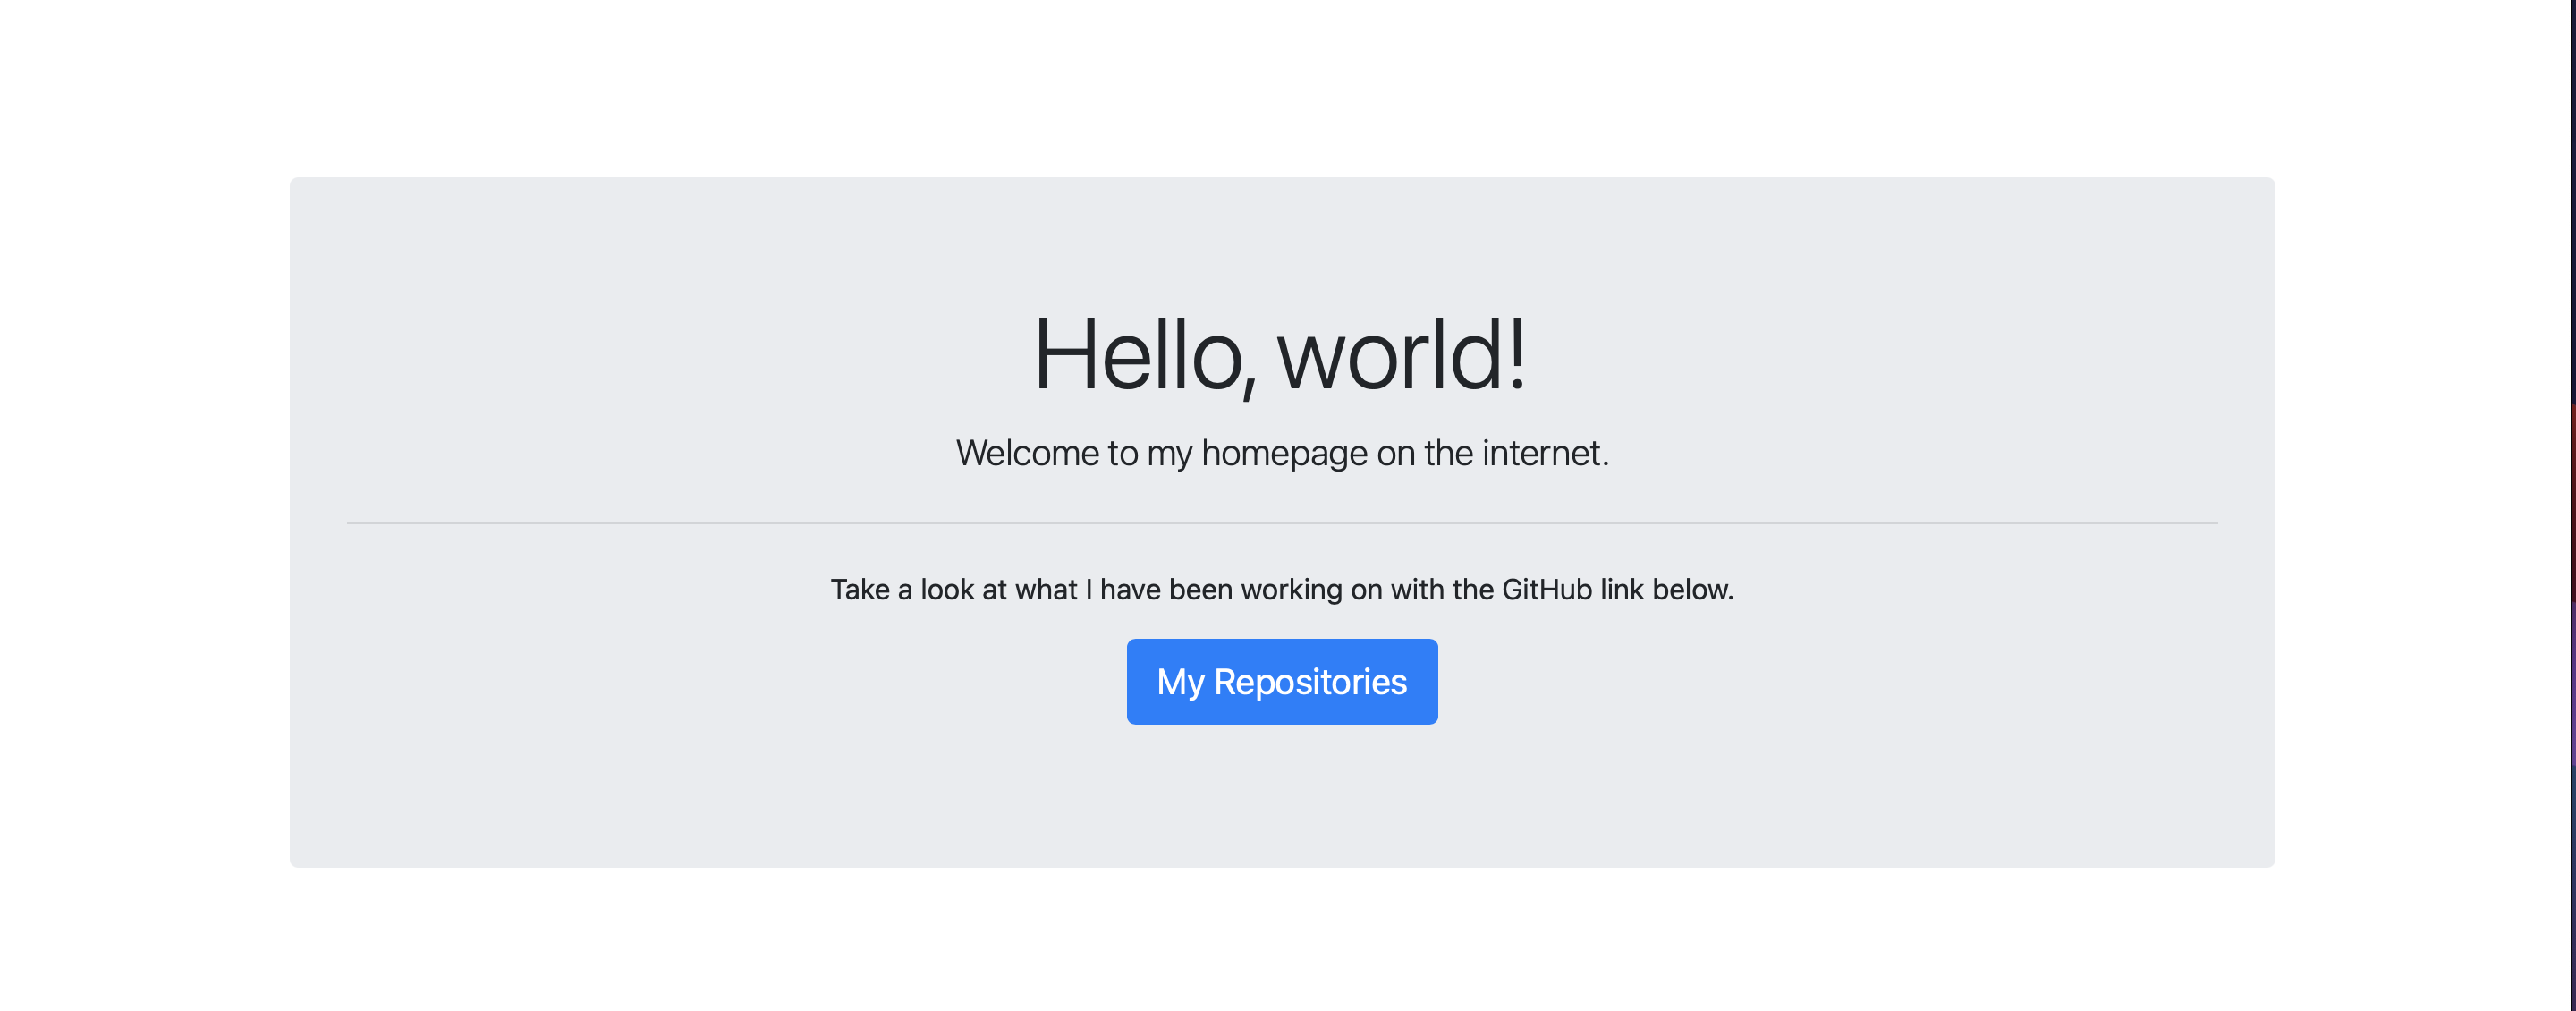 Hello, world!
Welcome to my homepage on the internet.
Take a look at what I have been working on with the GitHub link below.
My Repositories